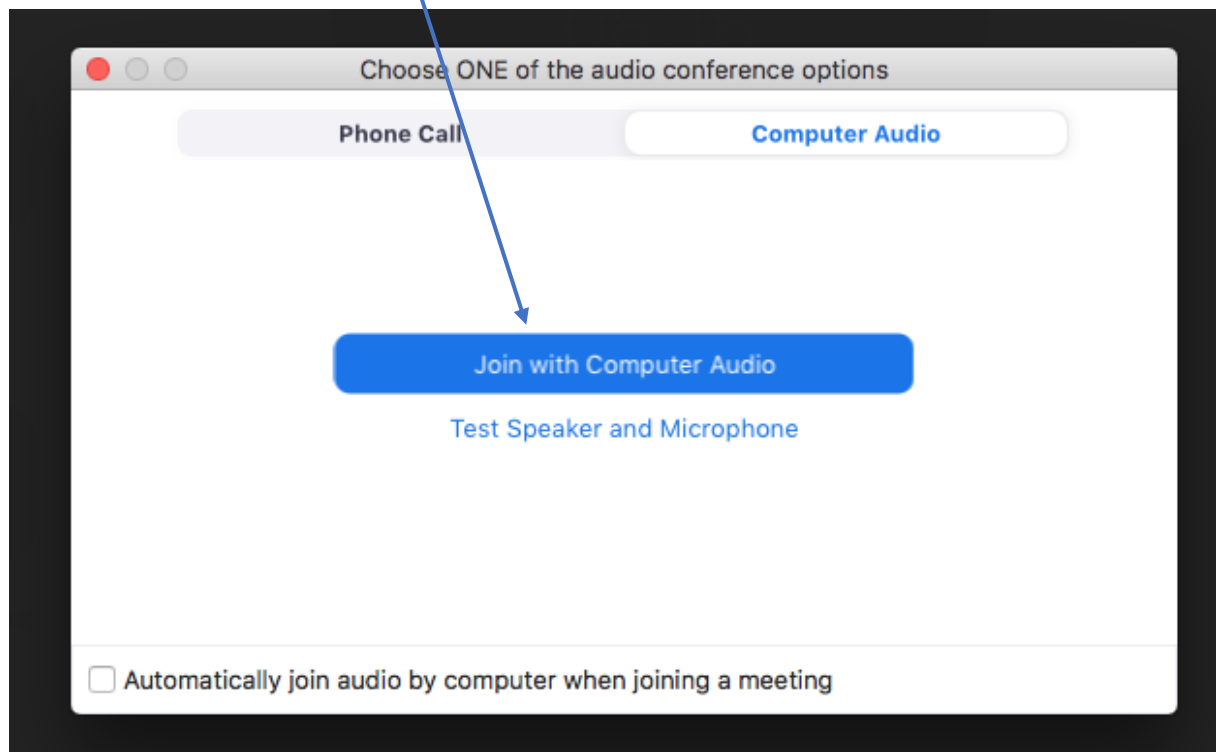 Choose ONE of the audio conference options
Phone Call
Computer Audio
Join with Computer Audio
Test Speaker and Microphone
Automatically join audio by computer when joining a meeting